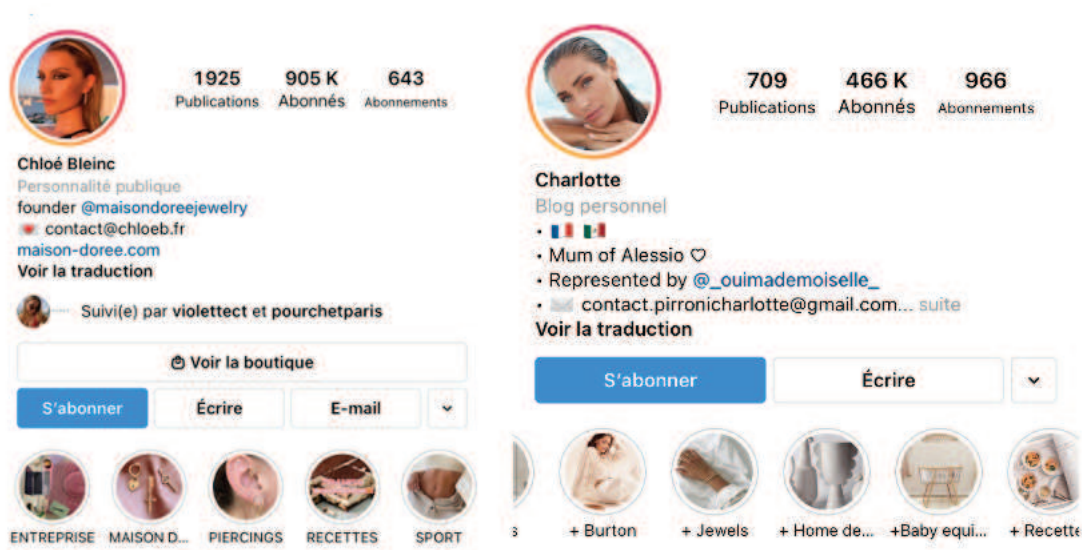 1925 905 K 643
Publications Abonnés Abonnements
Chloé Bleinc
Personnalité publique
founder @maisondoreejewelry
contact@chloeb.fr
maison-doree.com
Voir la traduction
Suivi(e) par violettect et pourchetparis
Voir la boutique
S'abonner Écrire E-mail
ENTREPRISE MAISON D... PIERCINGS RECETTES SPORT
709 466 K 966
Publications Abonnés Abonnements
Charlotte
Blog personnel
•
• Mum of Alessio ♡
• Represented by @_ouimademoiselle_
• contact.pirronicharlotte@gmail.com... suite
Voir la traduction
S'abonner Écrire
s + Burton + Jewels + Home de... +Baby equi... + Recette